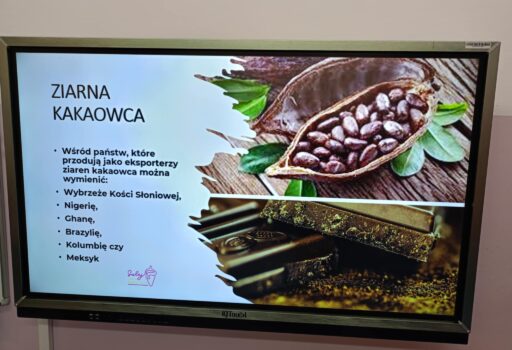 ZIARNA
KAKAOWCA
• Wśród państw, które
przodują jako eksporterzy
ziaren kakaowca można
wymienić:
• Wybrzeże Kości Słoniowej,
• Nigerię,
• Ghanę,
• Brazylię,
• Kolumbię czy
• Meksyk